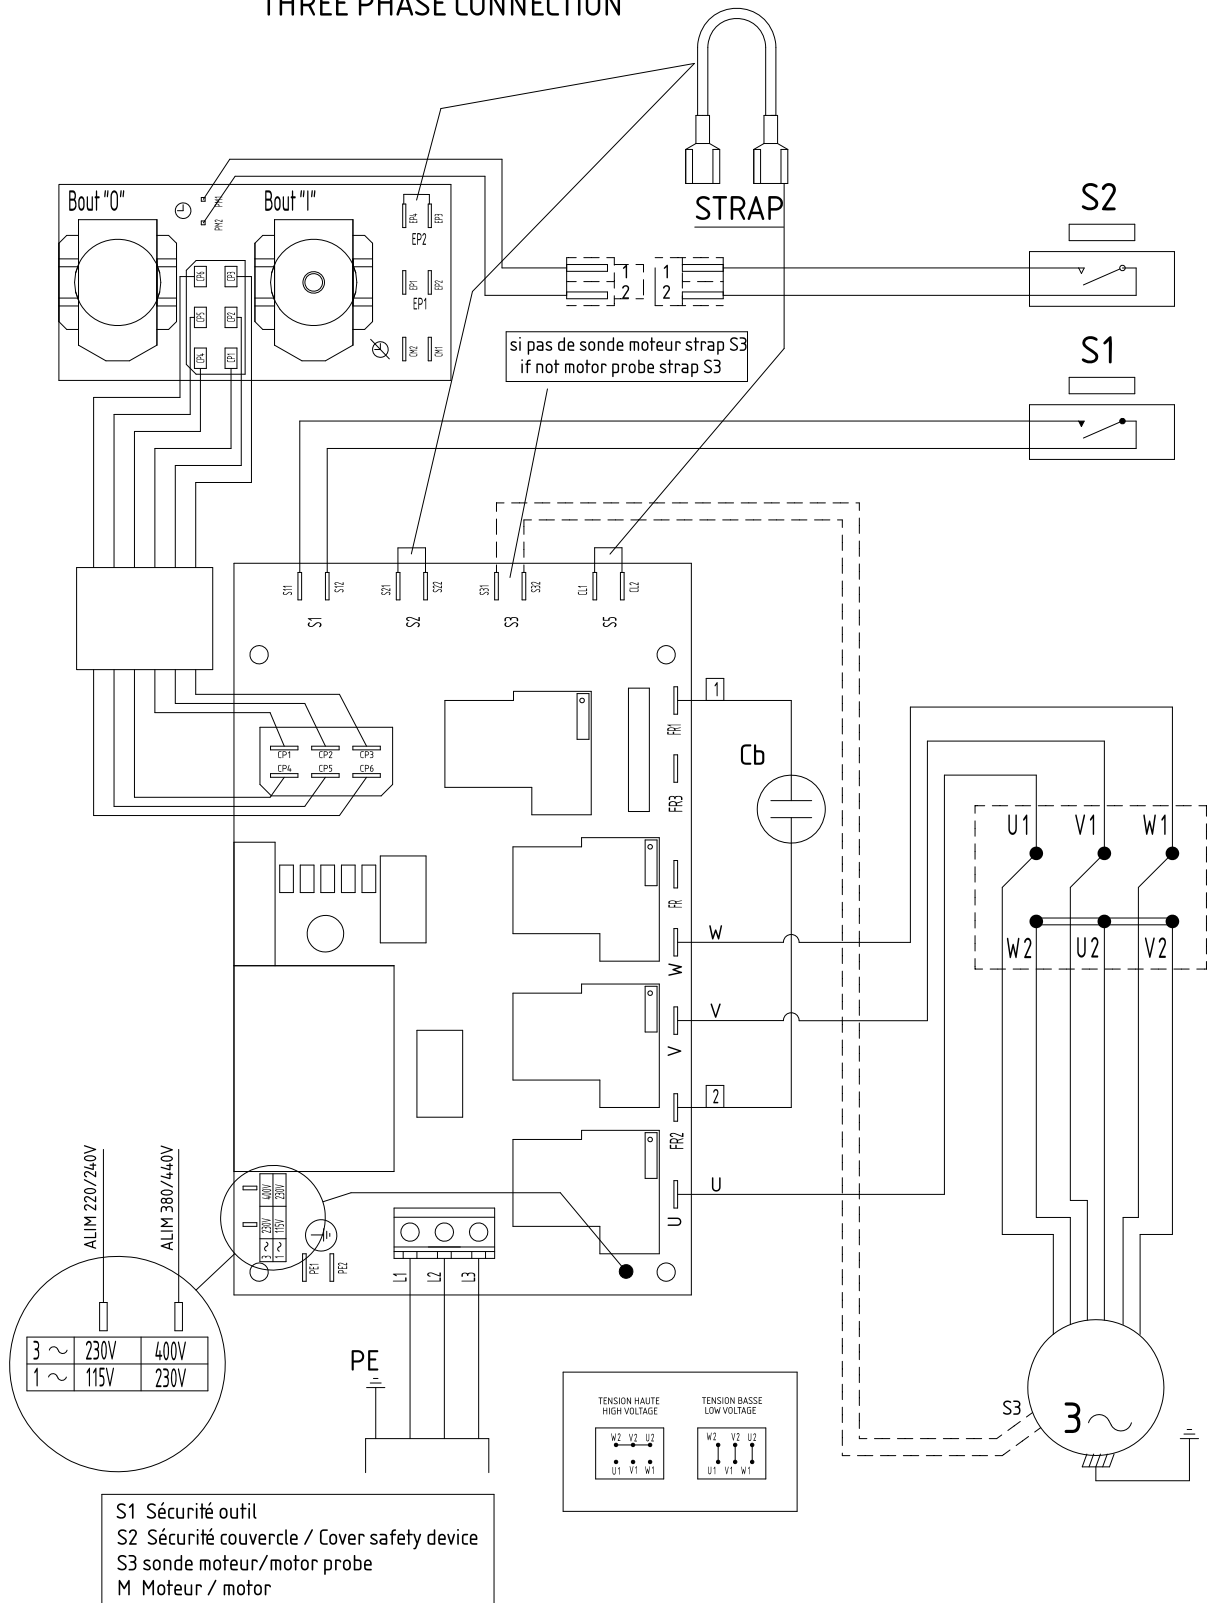 THREE PHASE CONNECTION
Bout "0"
PM1
PM2
Bout "I"
EP4
EP3
EP2
EP1
EP2
EP1
CM2
CM1
CP6
CP3
CP5
CP2
CP4
CP1
STRAP
1
2
1
2
S2
S1
si pas de sonde moteur strap S3
if not motor probe strap S3
S11
S12
S21
S22
S31
S32
CL1
CL2
S1
S2
S3
S5
CP1
CP2
CP3
CP4
CP5
CP6
FR1
FR3
FR
W
V
FR2
U
1
Cb
W
V
2
U
U1
V1
W1
W2
U2
V2
ALIM 220/240V
ALIM 380/440V
400V
230V
230V
115V
3 ~
1 ~
PE1
PE2
L1
L2
L3
3 ~
230V
400V
1 ~
115V
230V
PE
TENSION HAUTE
HIGH VOLTAGE
W2 V2 U2
U1 V1 W1
TENSION BASSE
LOW VOLTAGE
W2 V2 U2
U1 V1 W1
S3
3 ~
S1 Sécurité outil
S2 Sécurité couvercle / Cover safety device
S3 sonde moteur/motor probe
M Moteur / motor